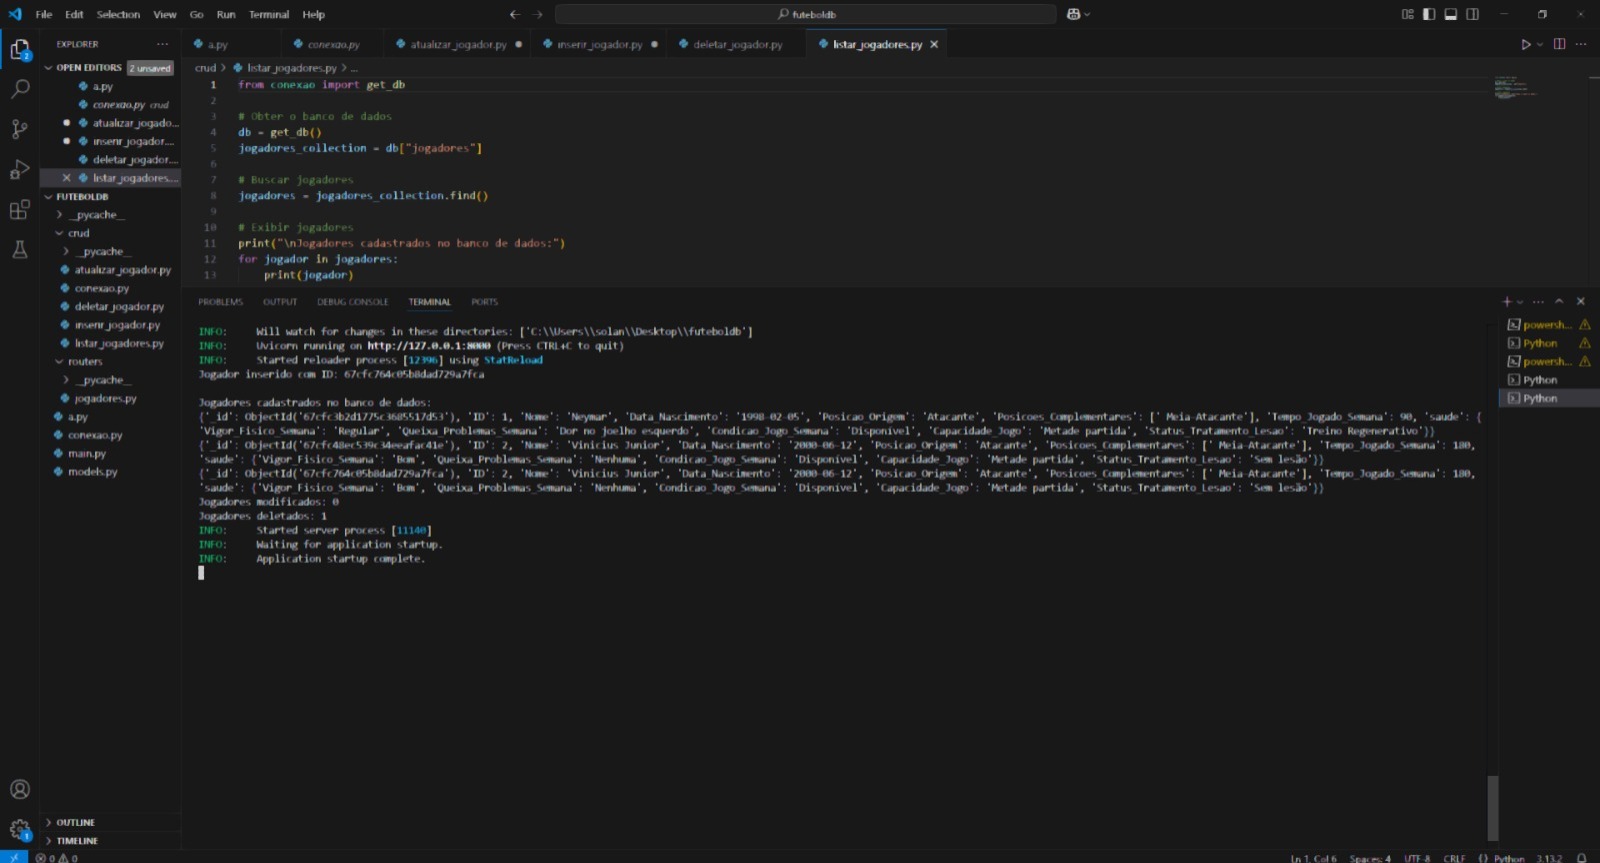 File Edit Selection View Go Run Terminal Help
futeboldb
EXPLORER
OPEN EDITORS 2 unsaved
a.py
conexao.py crud
atualizar_jogado...
inserir_jogador....
deletar_jogador....
listar_jogadores....
FUTEBOLDB
__pycache__
crud
__pycache__
atualizar_jogador.py
conexao.py
deletar_jogador.py
inserir_jogador.py
listar_jogadores.py
routers
__pycache__
jogadores.py
a.py
conexao.py
main.py
models.py
OUTLINE
TIMELINE
a.py conexao.py atualizar_jogador.py inserir_jogador.py deletar_jogador.py listar_jogadores.py
crud > listar_jogadores.py > ...
1 from conexao import get_db
2
3 # Obter o banco de dados
4 db = get_db()
5 jogadores_collection = db["jogadores"]
6
7 # Buscar jogadores
8 jogadores = jogadores_collection.find()
9
10 # Exibir jogadores
11 print("\nJogadores cadastrados no banco de dados:")
12 for jogador in jogadores:
13 print(jogador)
PROBLEMS OUTPUT DEBUG CONSOLE TERMINAL PORTS
INFO: Will watch for changes in these directories: ['C:\\Users\\solan\\Desktop\\futeboldb']
INFO: Uvicorn running on http://127.0.0.1:8000 (Press CTRL+C to quit)
INFO: Started reloader process [12396] using StatReload
Jogador inserido com ID: 67cfc764c05b8dad729a7fca
Jogadores cadastrados no banco de dados:
{'_id': ObjectId('67cfc3b2d1775c3685517d53'), 'ID': 1, 'Nome': 'Neymar', 'Data_Nascimento': '1998-02-05', 'Posicao_Origem': 'Atacante', 'Posicoes_Complementares': [' Meia-Atacante'], 'Tempo_Jogado_Semana': 90, 'saude': {
'Vigor_Fisico_Semana': 'Regular', 'Queixa_Problemas_Semana': 'Dor no joelho esquerdo', 'Condicao_Jogo_Semana': 'Disponível', 'Capacidade_Jogo': 'Metade partida', 'Status_Tratamento_Lesao': 'Treino Regenerativo'}}
{'_id': ObjectId('67cfc48ec539c34eeafac41e'), 'ID': 2, 'Nome': 'Vinicius Junior', 'Data_Nascimento': '2000-06-12', 'Posicao_Origem': 'Atacante', 'Posicoes_Complementares': [' Meia-Atacante'], 'Tempo_Jogado_Semana': 180,
'saude': {'Vigor_Fisico_Semana': 'Bom', 'Queixa_Problemas_Semana': 'Nenhuma', 'Condicao_Jogo_Semana': 'Disponível', 'Capacidade_Jogo': 'Metade partida', 'Status_Tratamento_Lesao': 'Sem lesão'}}
{'_id': ObjectId('67cfc764c05b8dad729a7fca'), 'ID': 2, 'Nome': 'Vinicius Junior', 'Data_Nascimento': '2000-06-12', 'Posicao_Origem': 'Atacante', 'Posicoes_Complementares': [' Meia-Atacante'], 'Tempo_Jogado_Semana': 180,
'saude': {'Vigor_Fisico_Semana': 'Bom', 'Queixa_Problemas_Semana': 'Nenhuma', 'Condicao_Jogo_Semana': 'Disponível', 'Capacidade_Jogo': 'Metade partida', 'Status_Tratamento_Lesao': 'Sem lesão'}}
Jogadores modificados: 0
Jogadores deletados: 1
INFO: Started server process [11140]
INFO: Waiting for application startup.
INFO: Application startup complete.
powersh...
Python
powersh...
Python
Python
0 0
Ln 1, Col 6 Spaces: 4 UTF-8 CRLF {} Python 3.13.2